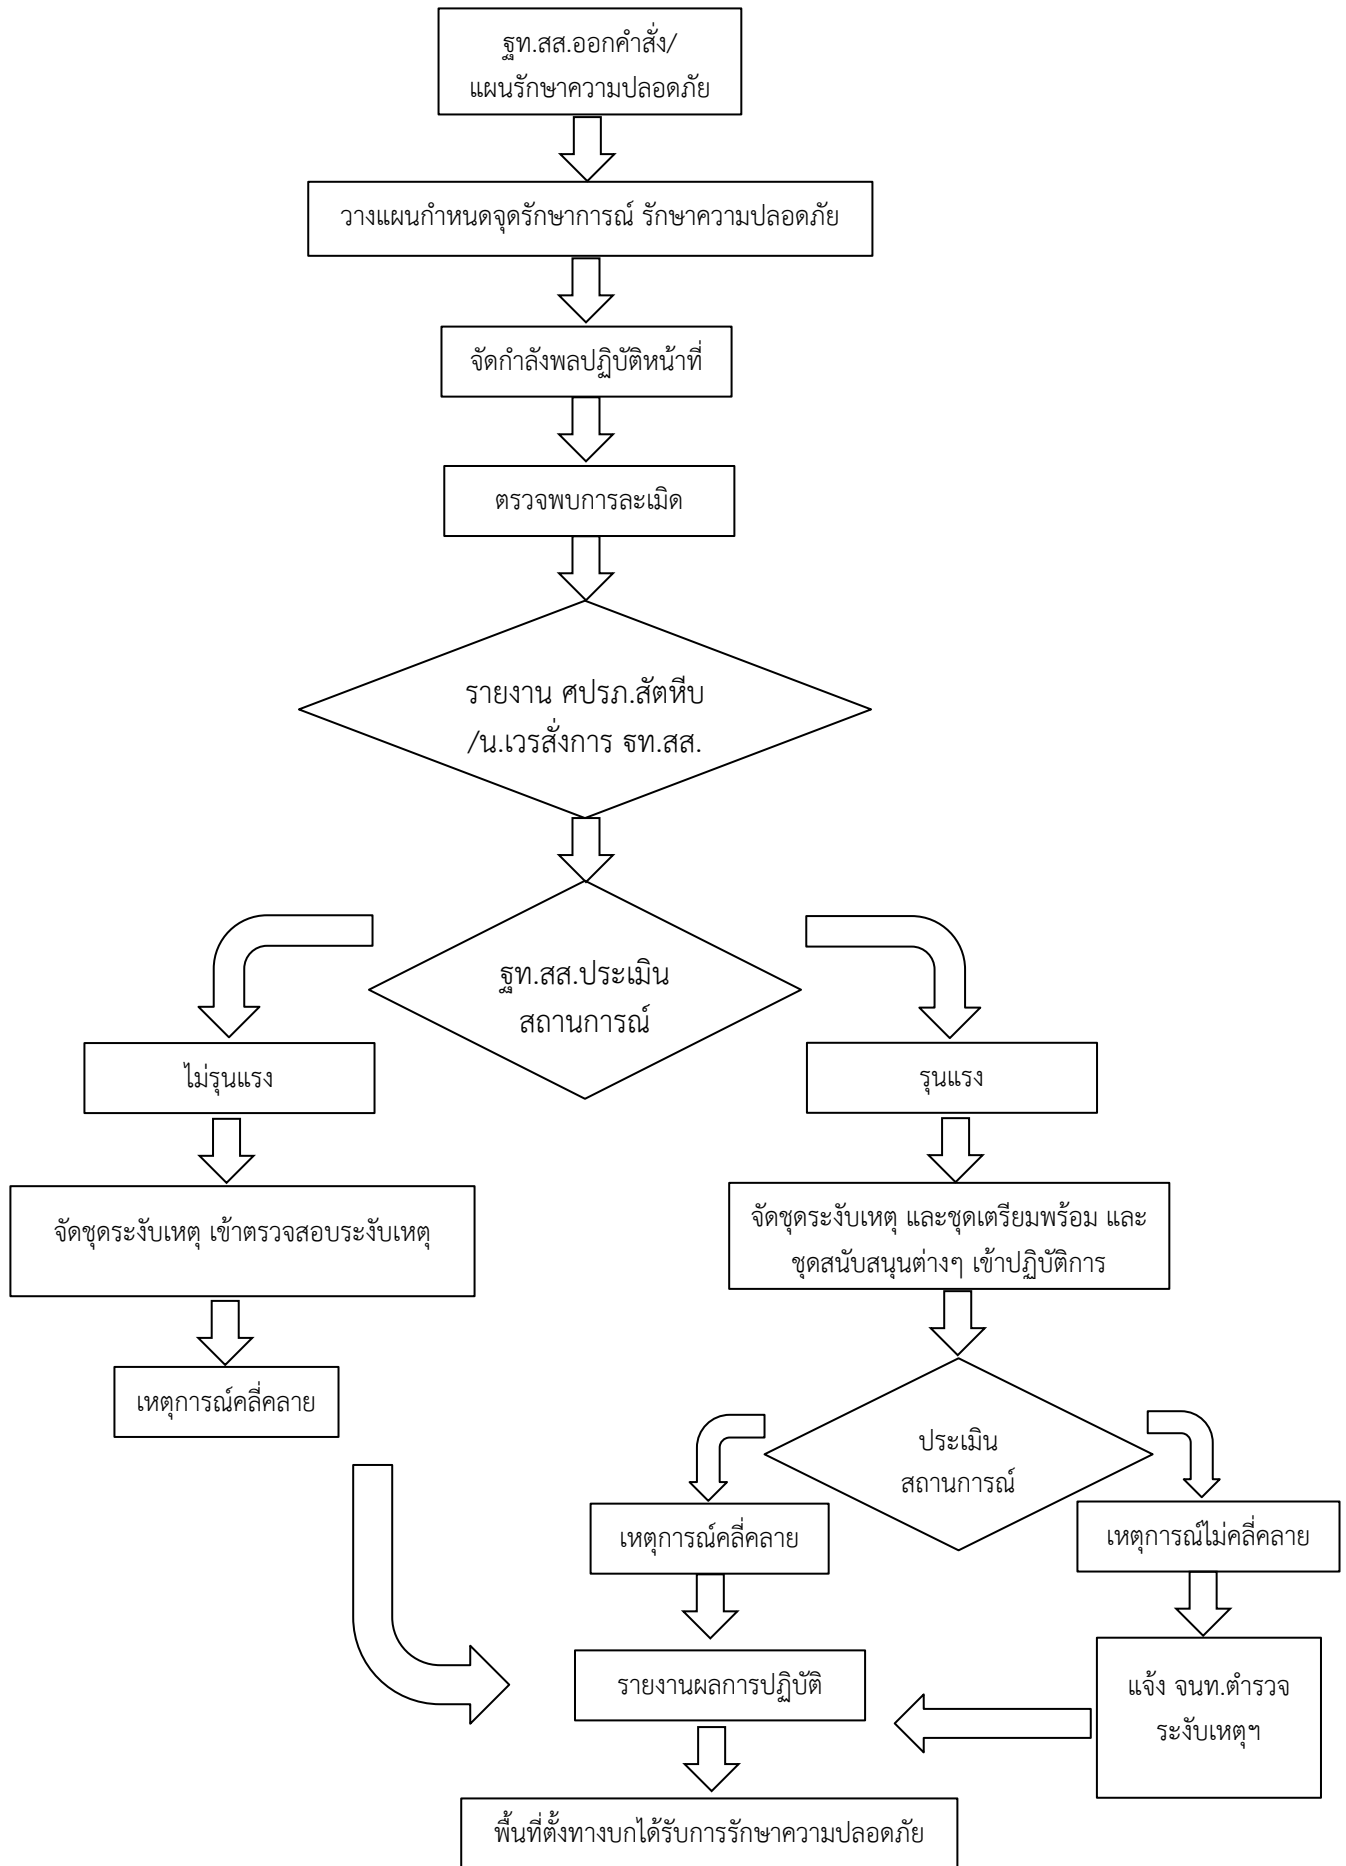 ฐท.สส.ออกคำสั่ง/
แผนรักษาความปลอดภัย
วางแผนกำหนดจุดรักษาการณ์ รักษาความปลอดภัย
จัดกำลังพลปฏิบัติหน้าที่
ตรวจพบการละเมิด
รายงาน ศปรภ.สัตหีบ
/น.เวรสั่งการ ฐท.สส.
ฐท.สส.ประเมิน
สถานการณ์
ไม่รุนแรง
รุนแรง
จัดชุดระงับเหตุ เข้าตรวจสอบระงับเหตุ
จัดชุดระงับเหตุ และชุดเตรียมพร้อม และ
ชุดสนับสนุนต่างๆ เข้าปฏิบัติการ
เหตุการณ์คลี่คลาย
ประเมิน
สถานการณ์
เหตุการณ์คลี่คลาย
เหตุการณ์ไม่คลี่คลาย
รายงานผลการปฏิบัติ
แจ้ง จนท.ตำรวจ
ระงับเหตุฯ
พื้นที่ตั้งทางบกได้รับการรักษาความปลอดภัย